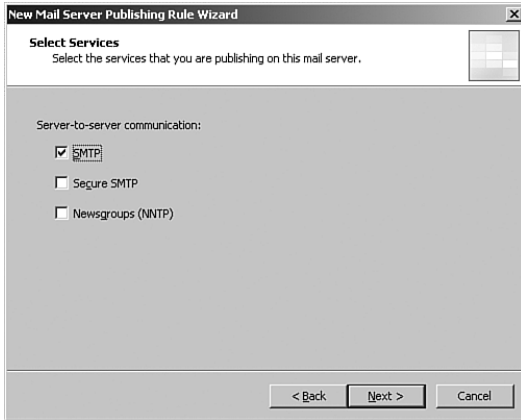 New Mail Server Publishing Rule Wizard
Select Services
Select the services that you are publishing on this mail server.
Server-to-server communication:
SMTP
Secure SMTP
Newsgroups (NNTP)
< Back Next > Cancel